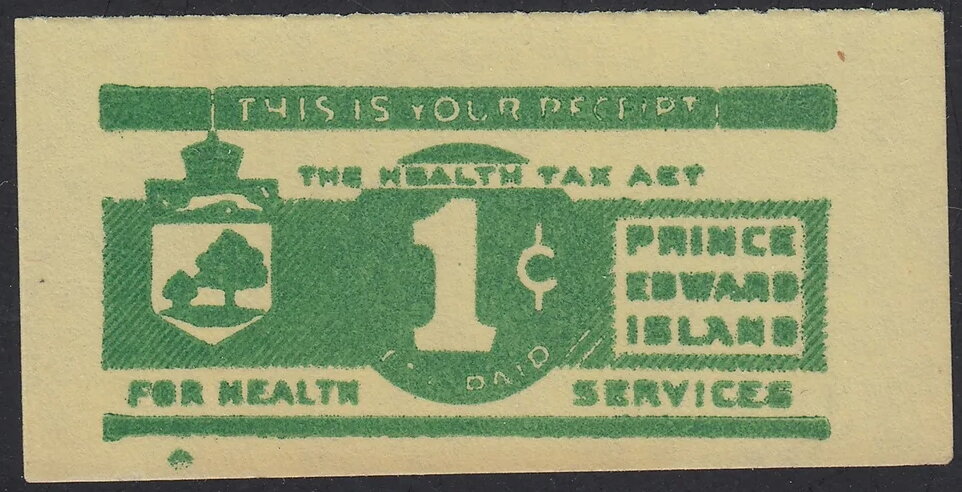 THIS IS YOUR RECEIPT
THE HEALTH TAX ACT
1¢
PAID
PRINCE
EDWARD
ISLAND
FOR HEALTH SERVICES